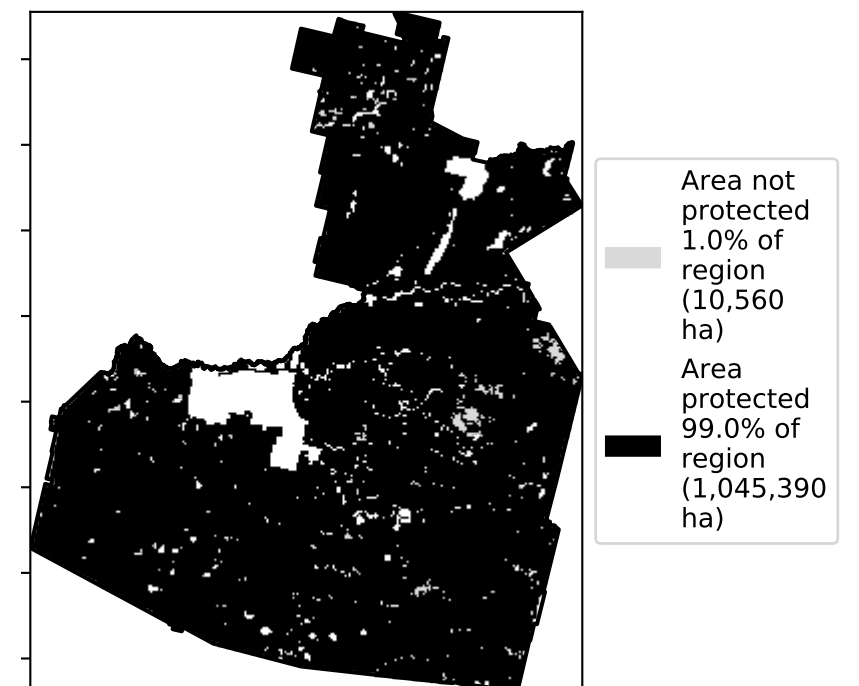 Area not
protected
1.0% of
region
(10,560
ha)
Area
protected
99.0% of
region
(1,045,390
ha)